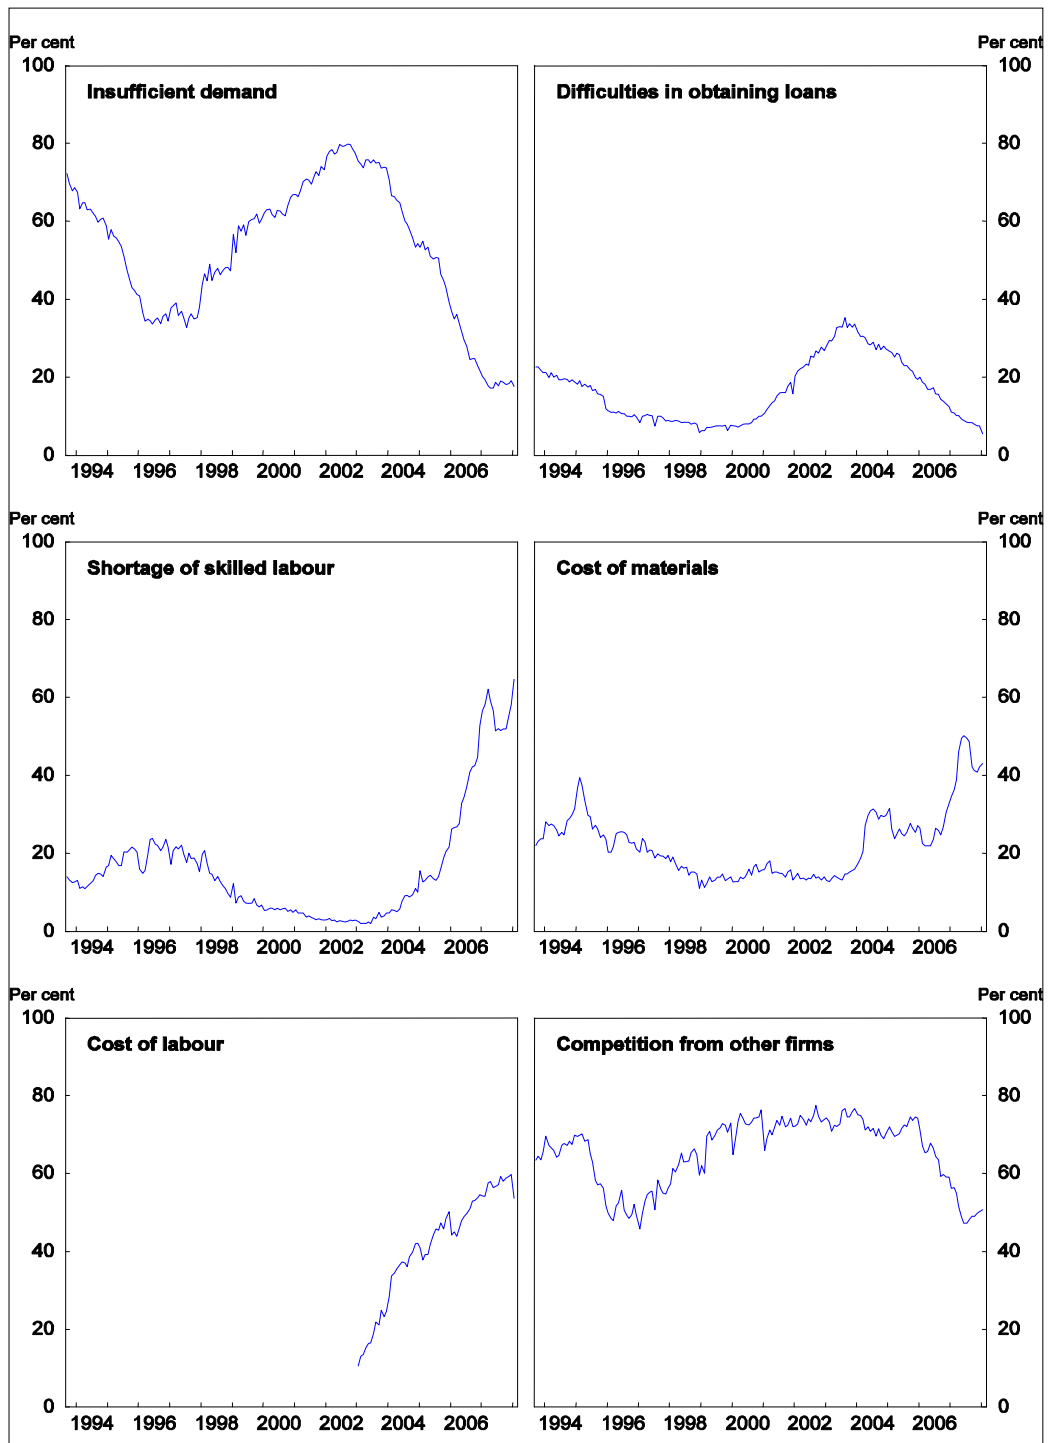 Per cent Per cent
100 100
Insufficient demand Difficulties in obtaining loans
80 80
60 60
40 40
20 20
0 0
1994 1996 1998 2000 2002 2004 2006 1994 1996 1998 2000 2002 2004 2006
Per cent Per cent
100 100
Shortage of skilled labour Cost of materials
80 80
60 60
40 40
20 20
0 0
1994 1996 1998 2000 2002 2004 2006 1994 1996 1998 2000 2002 2004 2006
Per cent Per cent
100 100
Cost of labour Competition from other firms
80 80
60 60
40 40
20 20
0 0
1994 1996 1998 2000 2002 2004 2006 1994 1996 1998 2000 2002 2004 2006